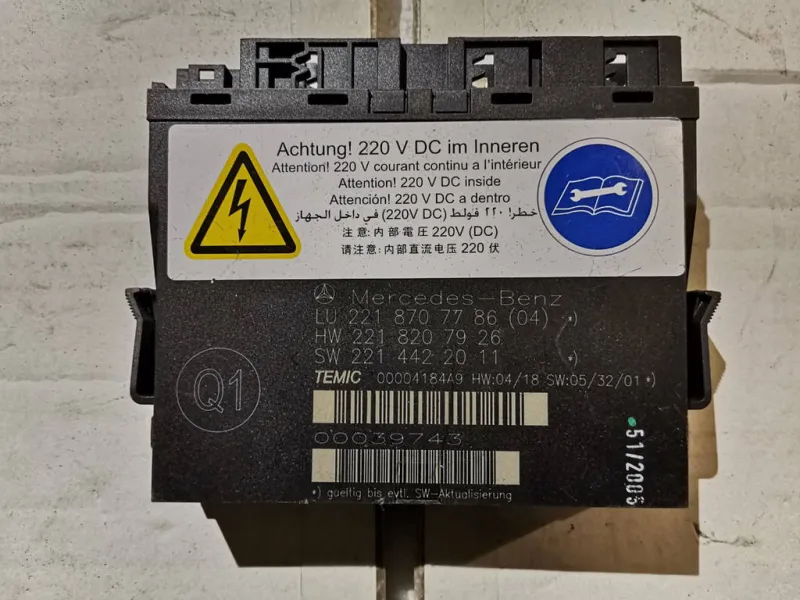 Achtung! 220 V DC im Inneren
Attention! 220 V courant continu a l'intérieur
Attention! 220 V DC inside
Atención! 220 V DC a dentro
خطر! ٢٢٠ فولط (220V DC) في داخل الجهاز
注意: 内部電圧 220V (DC)
请注意: 内部直流电压 220 伏
Mercedes-Benz
LU 221 870 77 86 (04) *)
HW 221 820 79 26
SW 221 442 20 11 *)
TEMIC 00004184A9 HW:04/18 SW:05/32/01 *)
Q1
00039743
*) gueltig bis evtl. SW-Aktualisierung